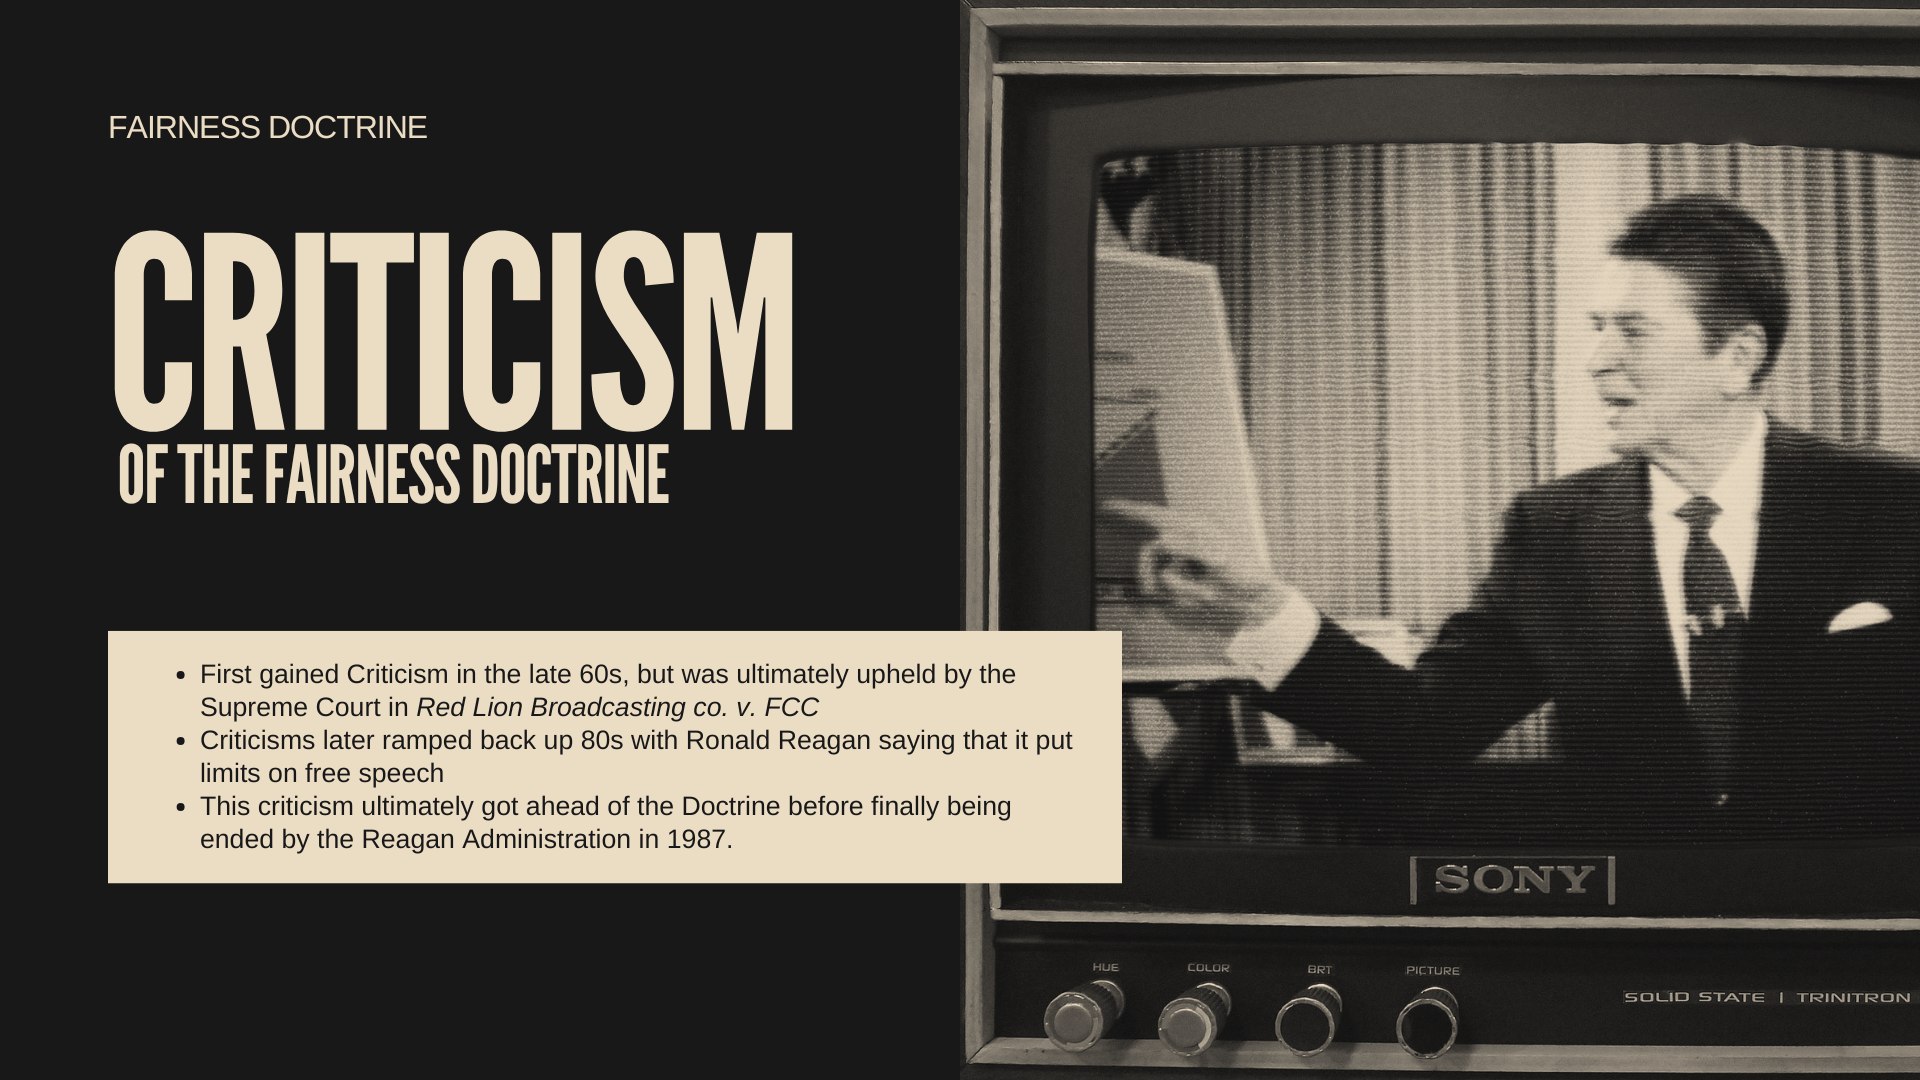 FAIRNESS DOCTRINE
CRITICISM
OF THE FAIRNESS DOCTRINE
• First gained Criticism in the late 60s, but was ultimately upheld by the
Supreme Court in Red Lion Broadcasting co. v. FCC
• Criticisms later ramped back up 80s with Ronald Reagan saying that it put
limits on free speech
• This criticism ultimately got ahead of the Doctrine before finally being
ended by the Reagan Administration in 1987.
SONY
HUE COLOR BRT PICTURE
SOLID STATE | TRINITRON